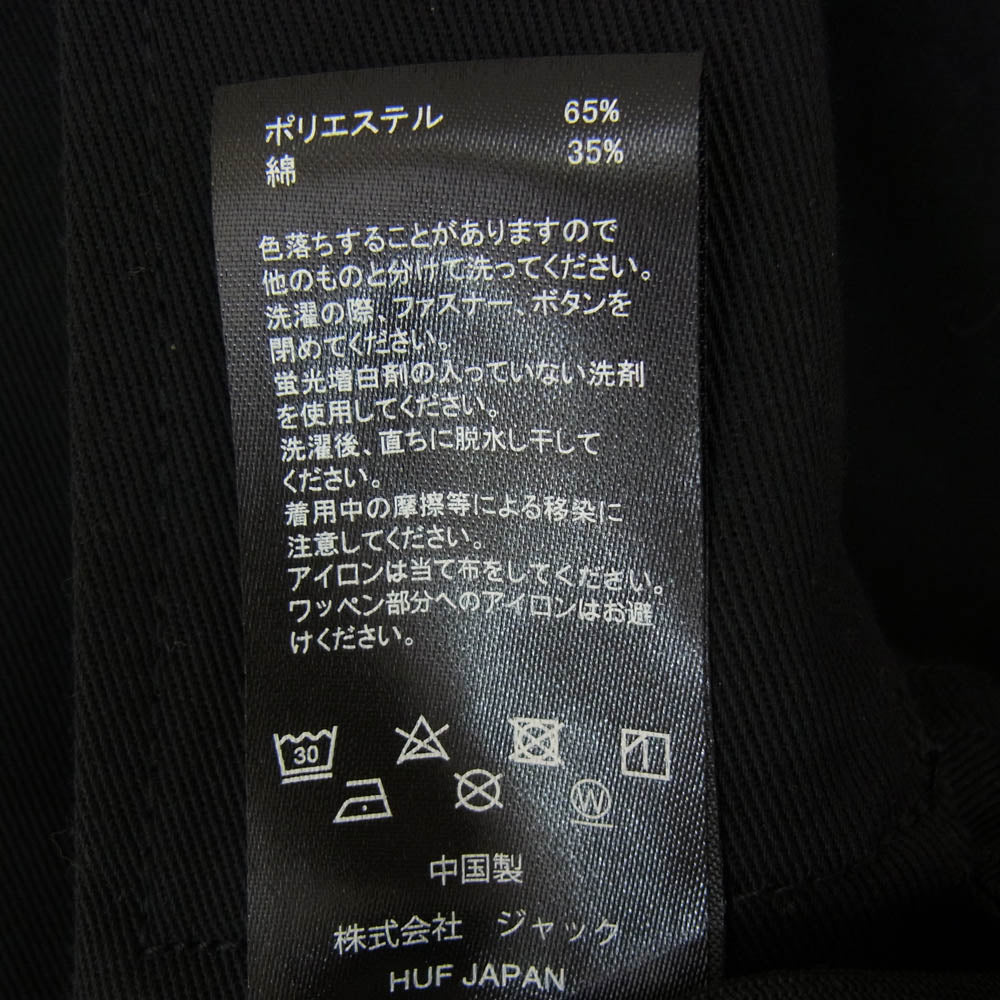 ポリエステル 65%
綿 35%
色落ちすることがありますので
他のものと分けて洗ってください。
洗濯の際、ファスナー、ボタンを
閉めてください。
蛍光増白剤の入っていない洗剤
を使用してください。
洗濯後、直ちに脱水し干して
ください。
着用中の摩擦等による移染に
注意してください。
アイロンは当て布をしてください。
ワッペン部分へのアイロンはお避
けください。
30
W
中国製
株式会社 ジャック
HUF JAPAN